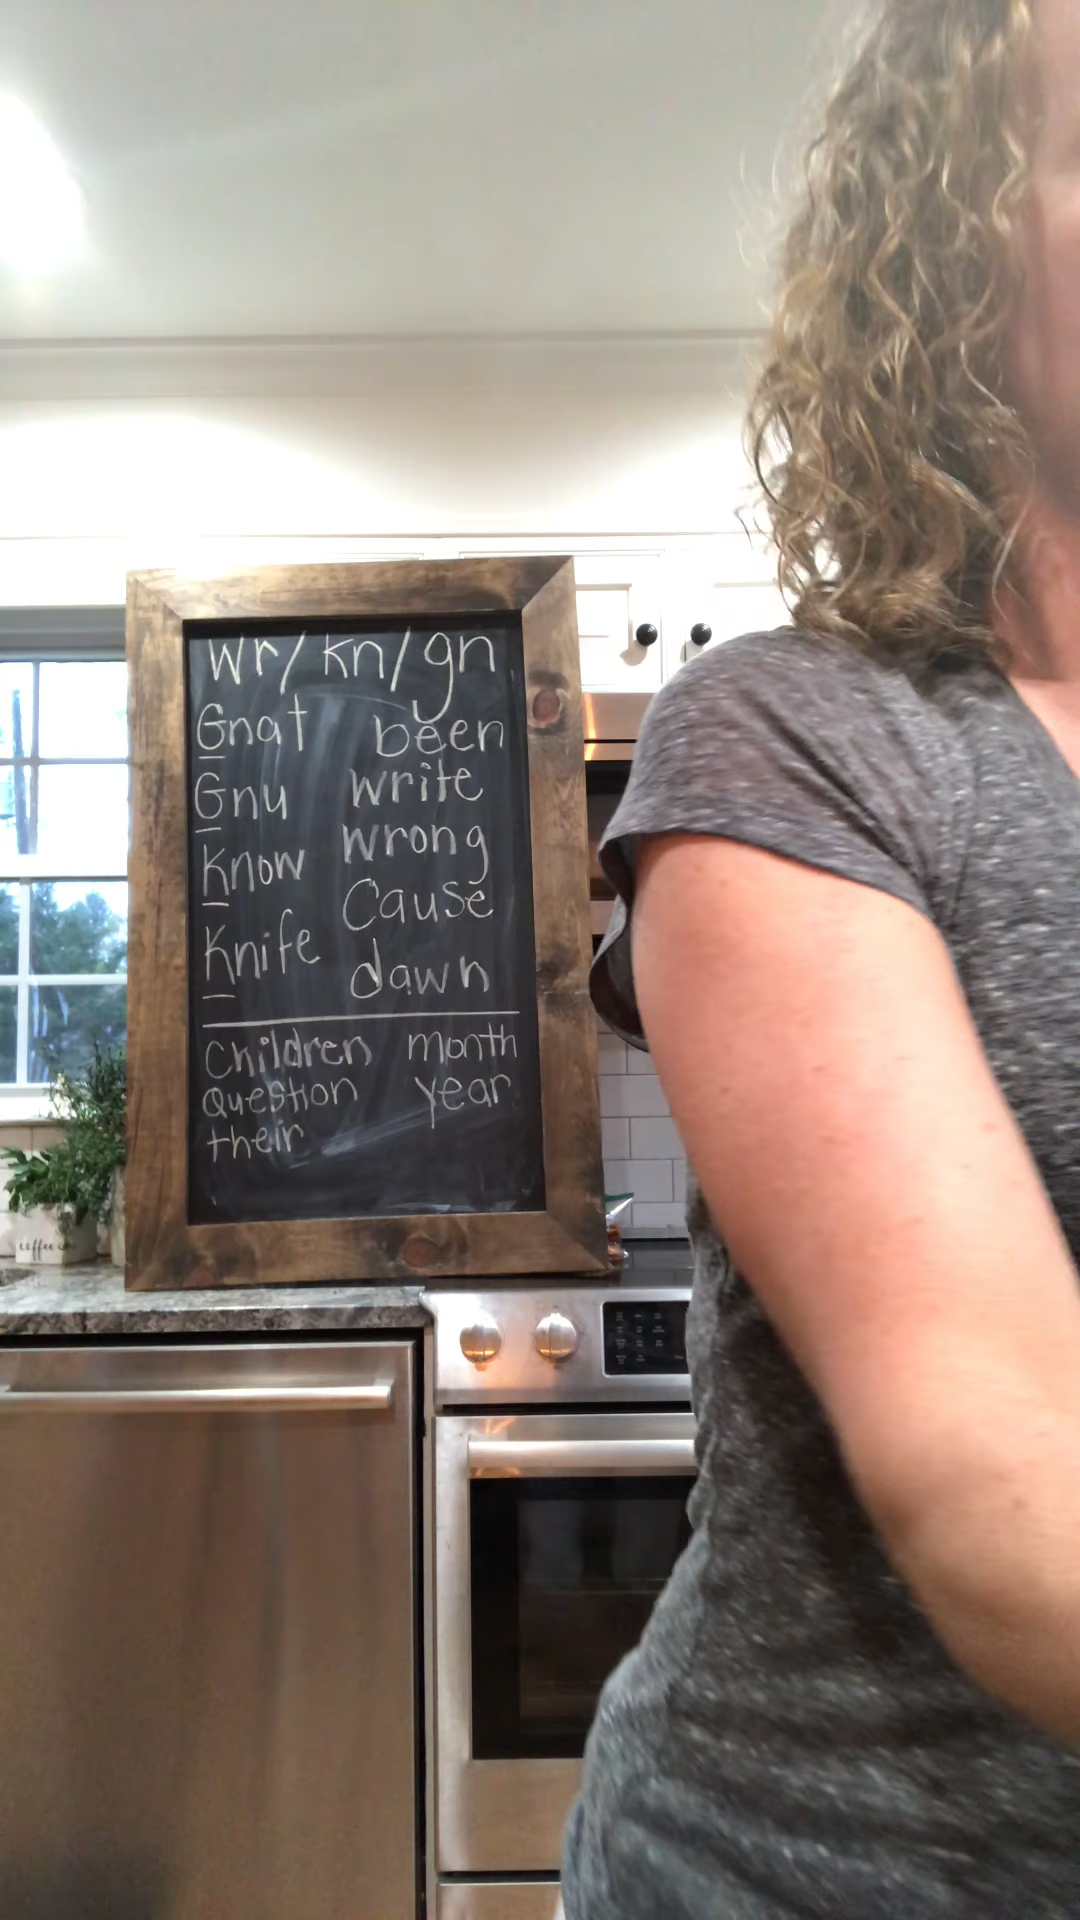 Wr/kn/gn
Gnat been
Gnu write
Know wrong
Knife Cause
dawn
Children month
Question year
their